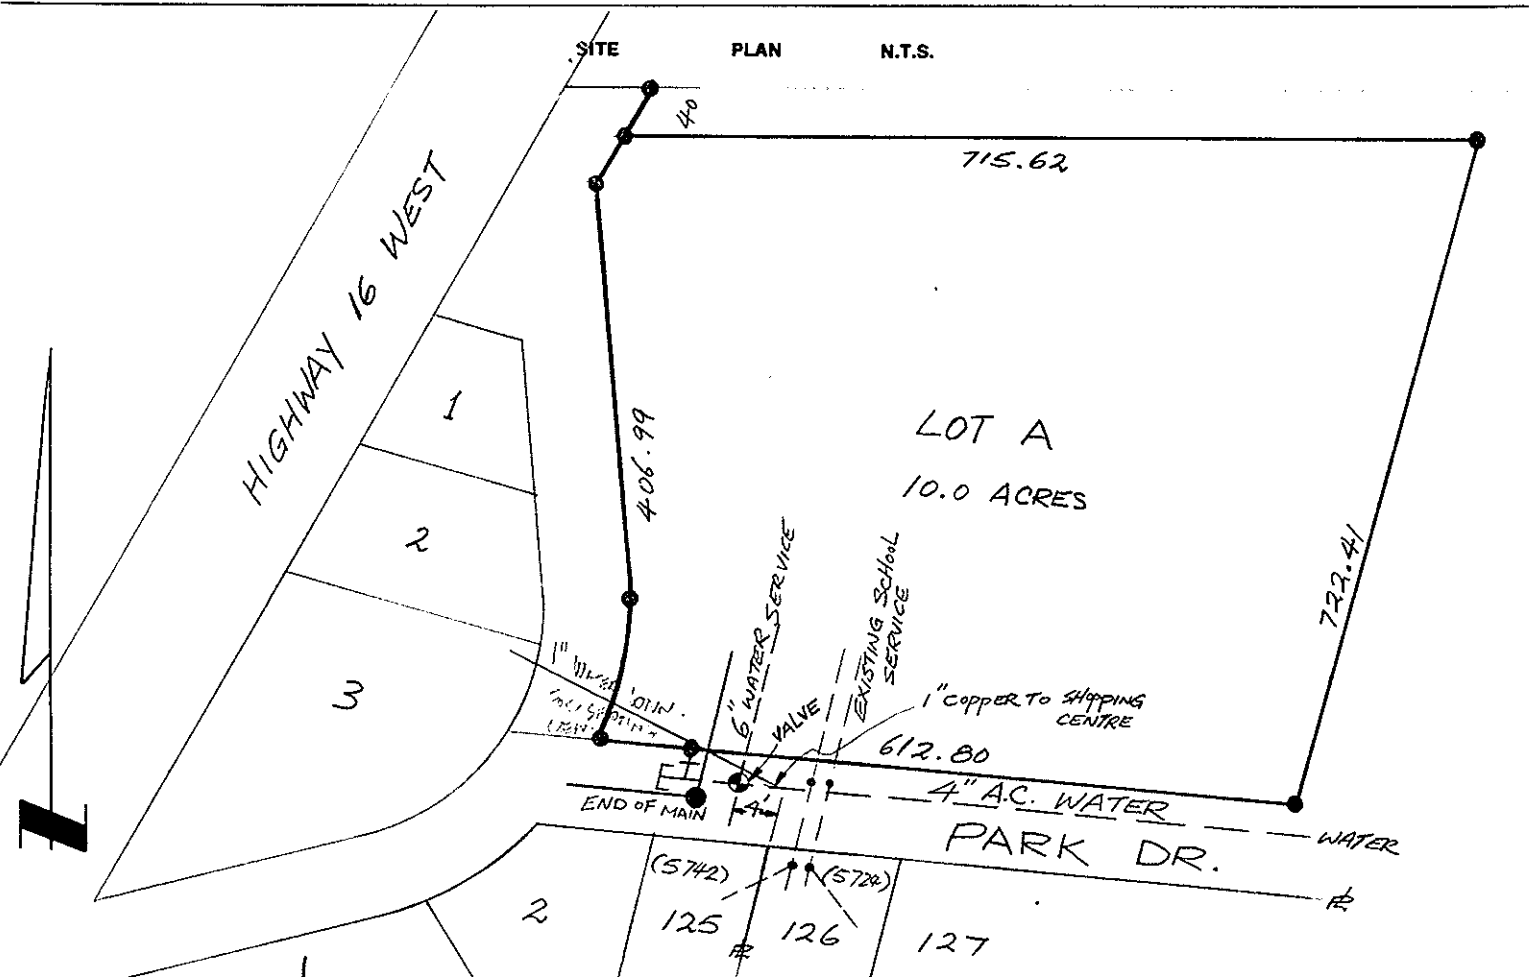 SITE PLAN N.T.S.
40
715.62
HIGHWAY 16 WEST
1
406.99
LOT A
10.0 ACRES
2
722.41
6" WATER SERVICE
EXISTING SCHOOL
SERVICE
1"
3
VALVE
1" COPPER TO SHOPPING
CENTRE
612.80
END OF MAIN
4'
4" A.C. WATER
WATER
PARK DR.
(5742)
(5724)
2
125
126
127
1